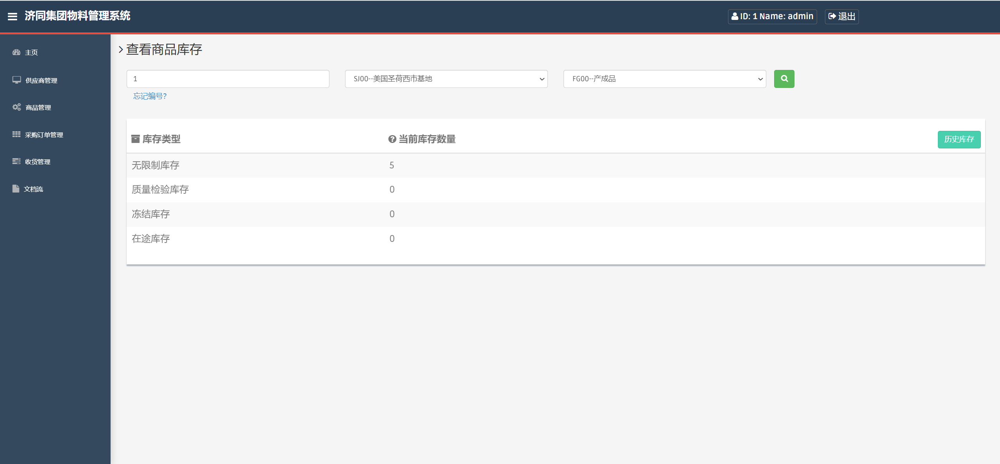 济同集团物料管理系统
ID: 1 Name: admin
退出
主页
供应商管理
商品管理
采购订单管理
收货管理
文档流
查看商品库存
1
SJ00--美国圣荷西市基地
FG00--产成品
忘记编号?
库存类型
当前库存数量
历史库存
无限制库存 5
质量检验库存 0
冻结库存 0
在途库存 0